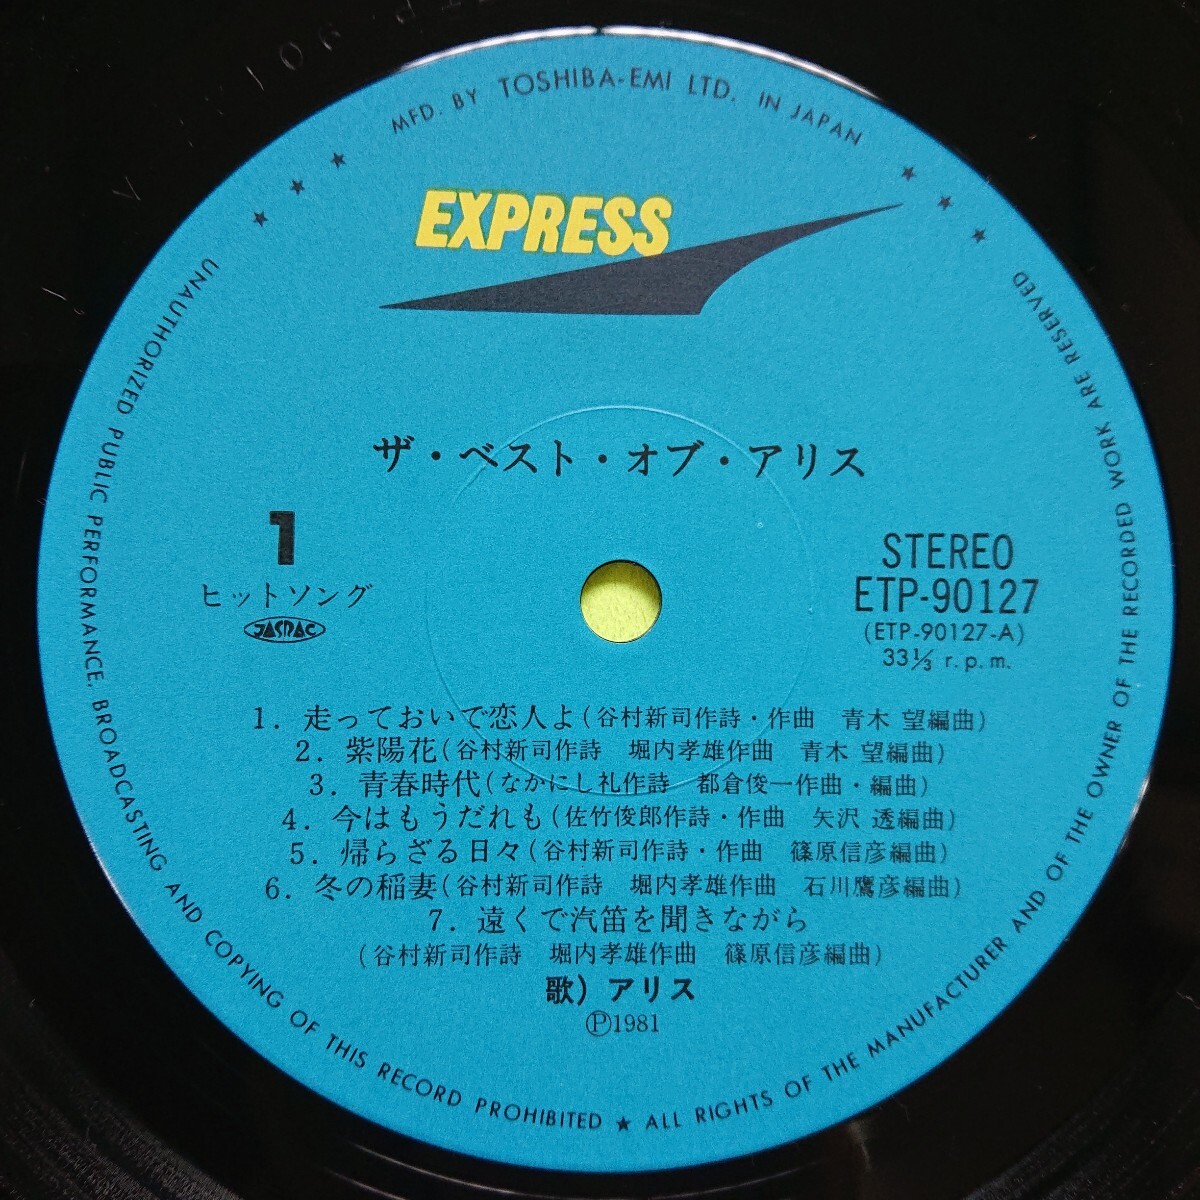 MFD. BY TOSHIBA-EMI LTD. IN JAPAN
EXPRESS
ザ・ベスト・オブ・アリス
1
ヒットソング
JASRAC
STEREO
ETP-90127
(ETP-90127-A)
33⅓ r.p.m.
1. 走っておいで恋人よ(谷村新司作詩・作曲 青木 望編曲)
2. 紫陽花(谷村新司作詩 堀内孝雄作曲 青木 望編曲)
3. 青春時代(なかにし礼作詩 都倉俊一作曲・編曲)
4. 今はもうだれも(佐竹俊郎作詩・作曲 矢沢 透編曲)
5. 帰らざる日々(谷村新司作詩・作曲 篠原信彦編曲)
6. 冬の稲妻(谷村新司作詩 堀内孝雄作曲 石川鷹彦編曲)
7. 遠くで汽笛を聞きながら
(谷村新司作詩 堀内孝雄作曲 篠原信彦編曲)
歌) アリス
Ⓟ1981
UNAUTHORIZED PUBLIC PERFORMANCE, BROADCASTING AND COPYING OF THIS RECORD PROHIBITED ★ ALL RIGHTS OF THE MANUFACTURER AND OF THE OWNER OF THE RECORDED WORK ARE RESERVED